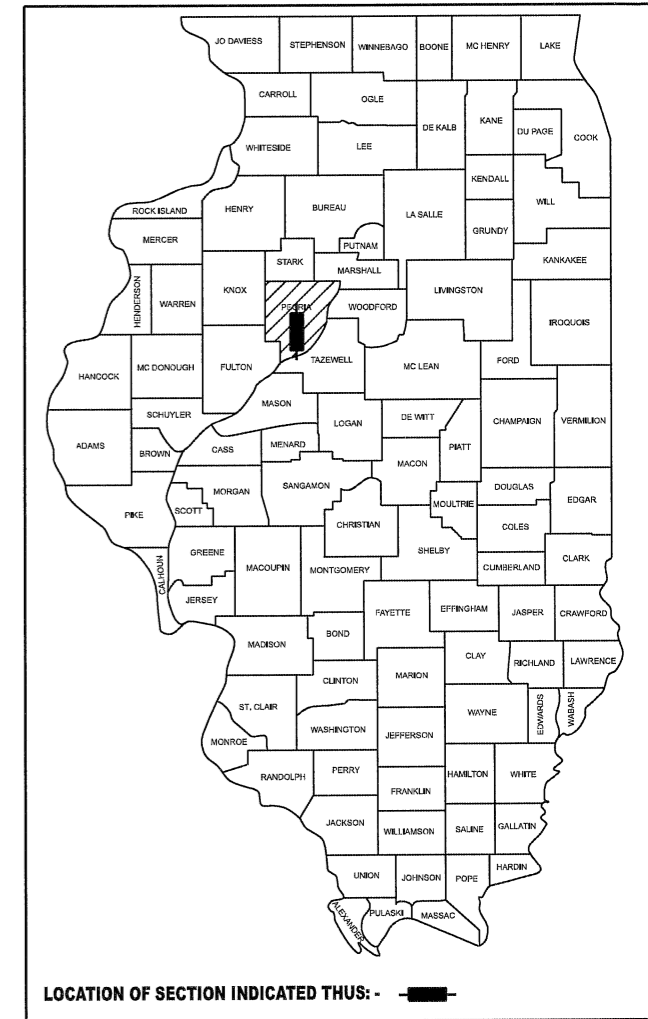 JO DAVIESS STEPHENSON WINNEBAGO BOONE MC HENRY LAKE
CARROLL OGLE DE KALB KANE DU PAGE COOK
WHITESIDE LEE
KENDALL WILL
ROCK ISLAND HENRY BUREAU LA SALLE GRUNDY
MERCER PUTNAM
STARK MARSHALL KANKAKEE
HENDERSON WARREN KNOX PEORIA WOODFORD LIVINGSTON IROQUOIS
HANCOCK MC DONOUGH FULTON TAZEWELL MC LEAN FORD
MASON
SCHUYLER LOGAN DE WITT CHAMPAIGN VERMILION
ADAMS BROWN CASS MENARD PIATT
MACON
MORGAN SANGAMON DOUGLAS
PIKE SCOTT MOULTRIE EDGAR
CHRISTIAN COLES
GREENE SHELBY
CALHOUN MACOUPIN MONTGOMERY CUMBERLAND CLARK
JERSEY
FAYETTE EFFINGHAM JASPER CRAWFORD
BOND
MADISON CLAY RICHLAND LAWRENCE
CLINTON MARION
ST. CLAIR WAYNE EDWARDS WABASH
WASHINGTON JEFFERSON
MONROE
RANDOLPH PERRY HAMILTON WHITE
FRANKLIN
JACKSON WILLIAMSON SALINE GALLATIN
UNION JOHNSON POPE HARDIN
ALEXANDER PULASKI MASSAC
LOCATION OF SECTION INDICATED THUS: -